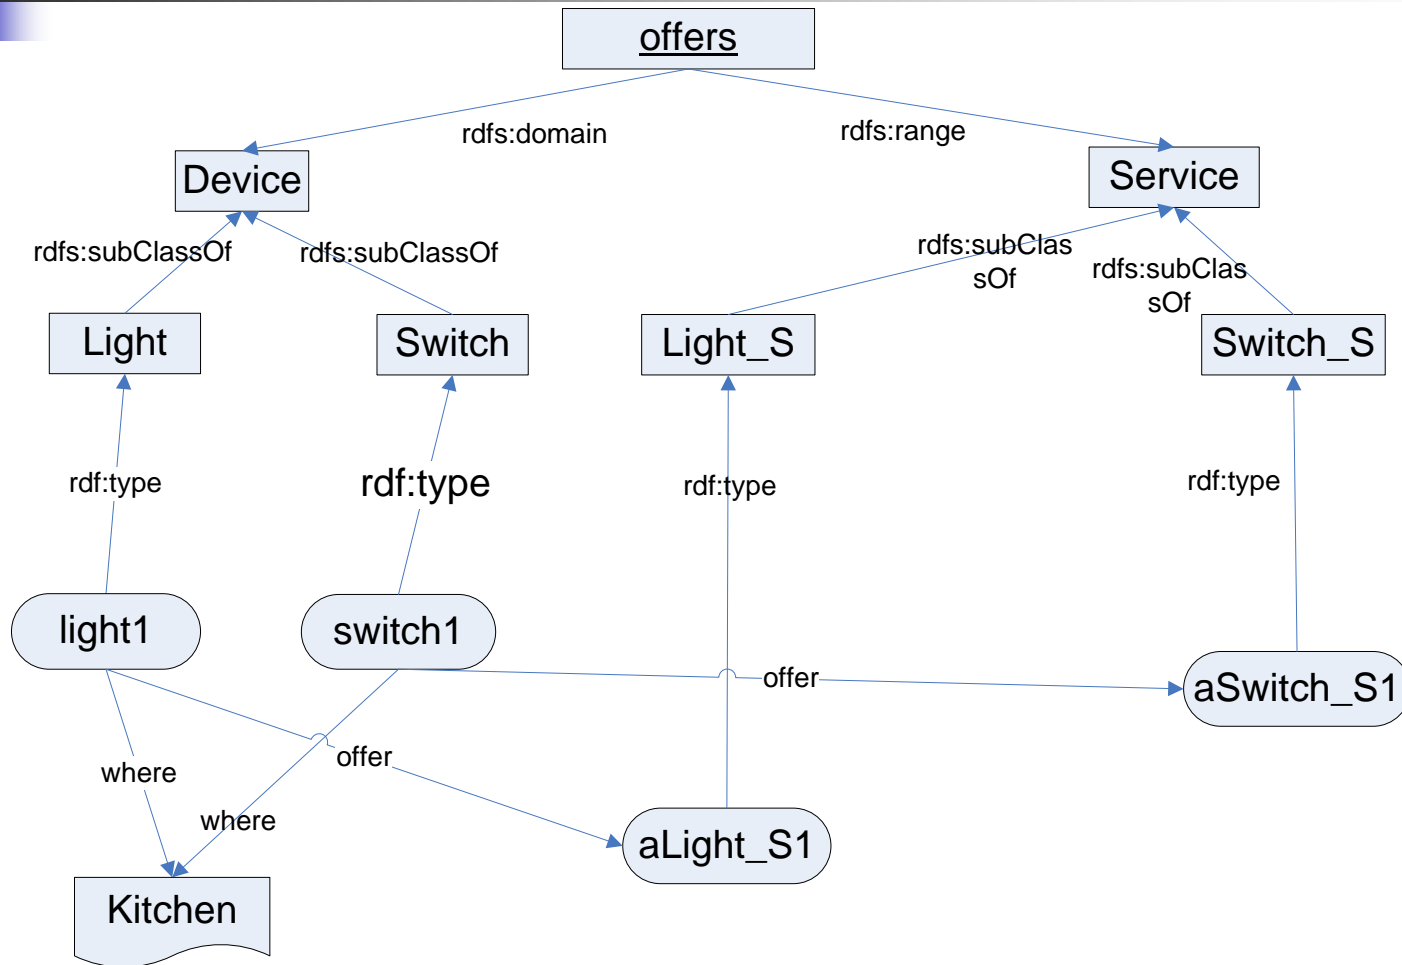 offers
rdfs:domain
rdfs:range
Device
Service
rdfs:subClassOf
rdfs:subClassOf
rdfs:subClas
sOf
rdfs:subClas
sOf
Light
Switch
Light_S
Switch_S
rdf:type
rdf:type
rdf:type
rdf:type
light1
switch1
offer
aSwitch_S1
where
offer
where
aLight_S1
Kitchen